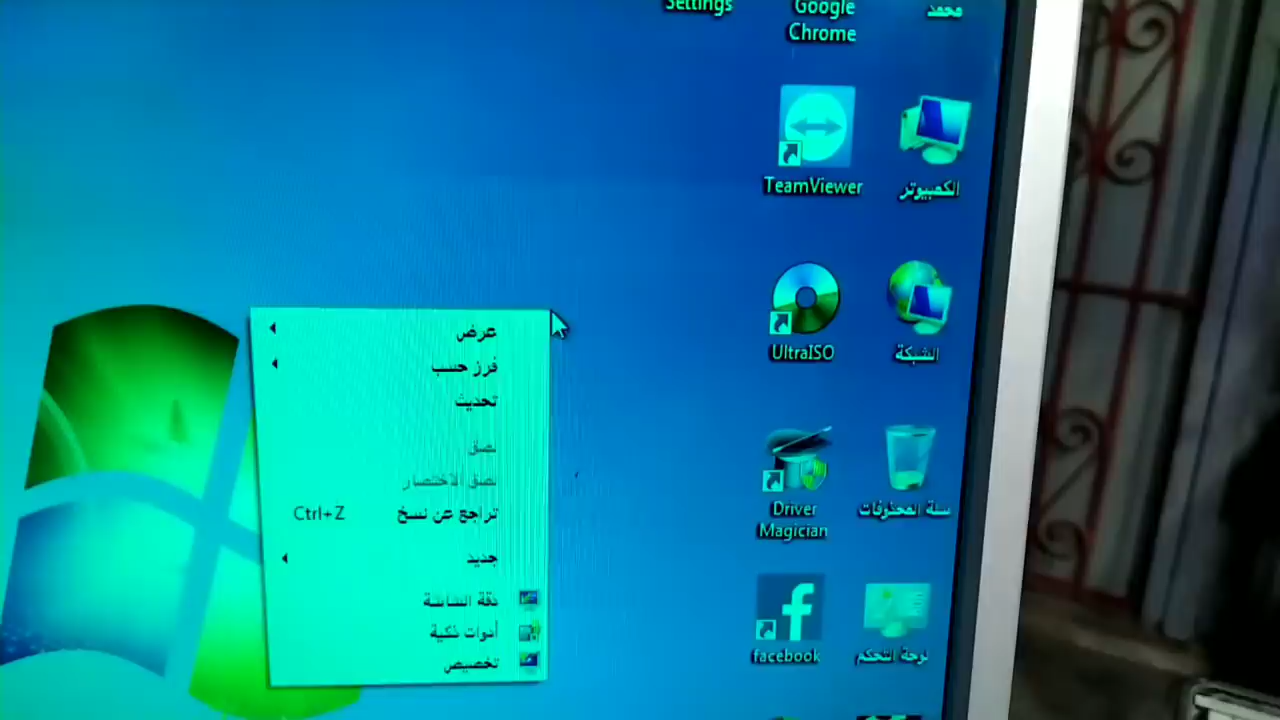 Settings
Google
Chrome
محمد
TeamViewer
الكمبيوتر
UltraISO
الشبكة
Driver
Magician
سلة المحذوفات
facebook
لوحة التحكم
عرض
فرز حسب
تحديث
لصق
لصق الاختصار
تراجع عن نسخ Ctrl+Z
جديد
دقة الشاشة
أدوات ذكية
تخصيص